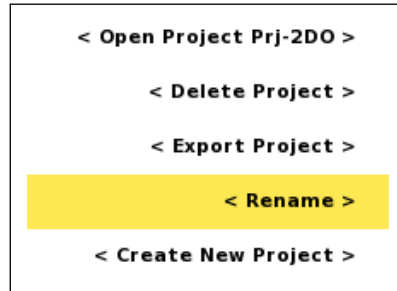 < Open Project Prj-2DO >
< Delete Project >
< Export Project >
< Rename >
< Create New Project >